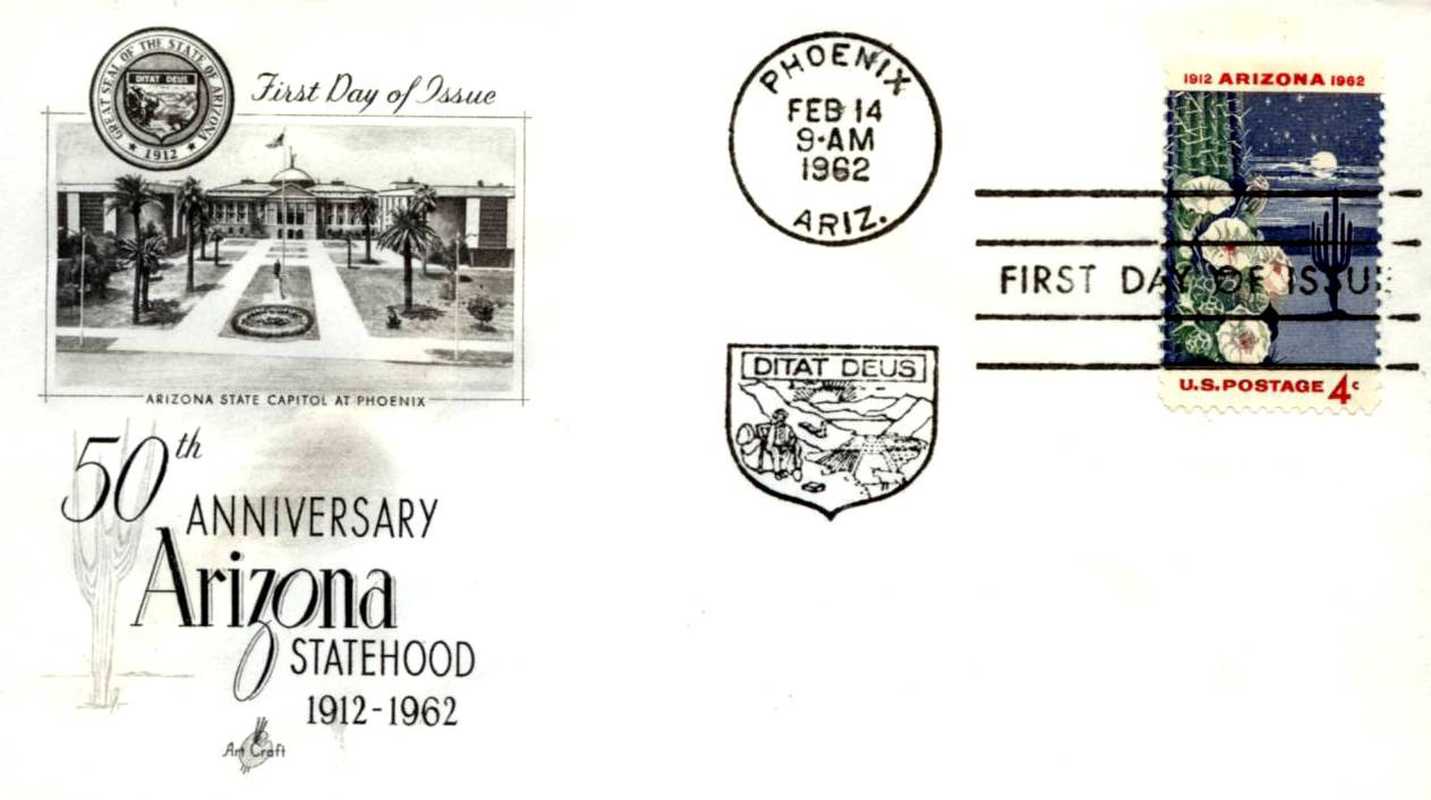 GREAT SEAL OF THE STATE OF ARIZONA
DITAT DEUS
★ 1912 ★
First Day of Issue
ARIZONA STATE CAPITOL AT PHOENIX
50th
ANNIVERSARY
Arizona
STATEHOOD
1912-1962
Art Craft
PHOENIX
FEB 14
9-AM
1962
ARIZ.
DITAT DEUS
1912 ARIZONA 1962
FIRST DAY OF ISSUE
U.S. POSTAGE 4c